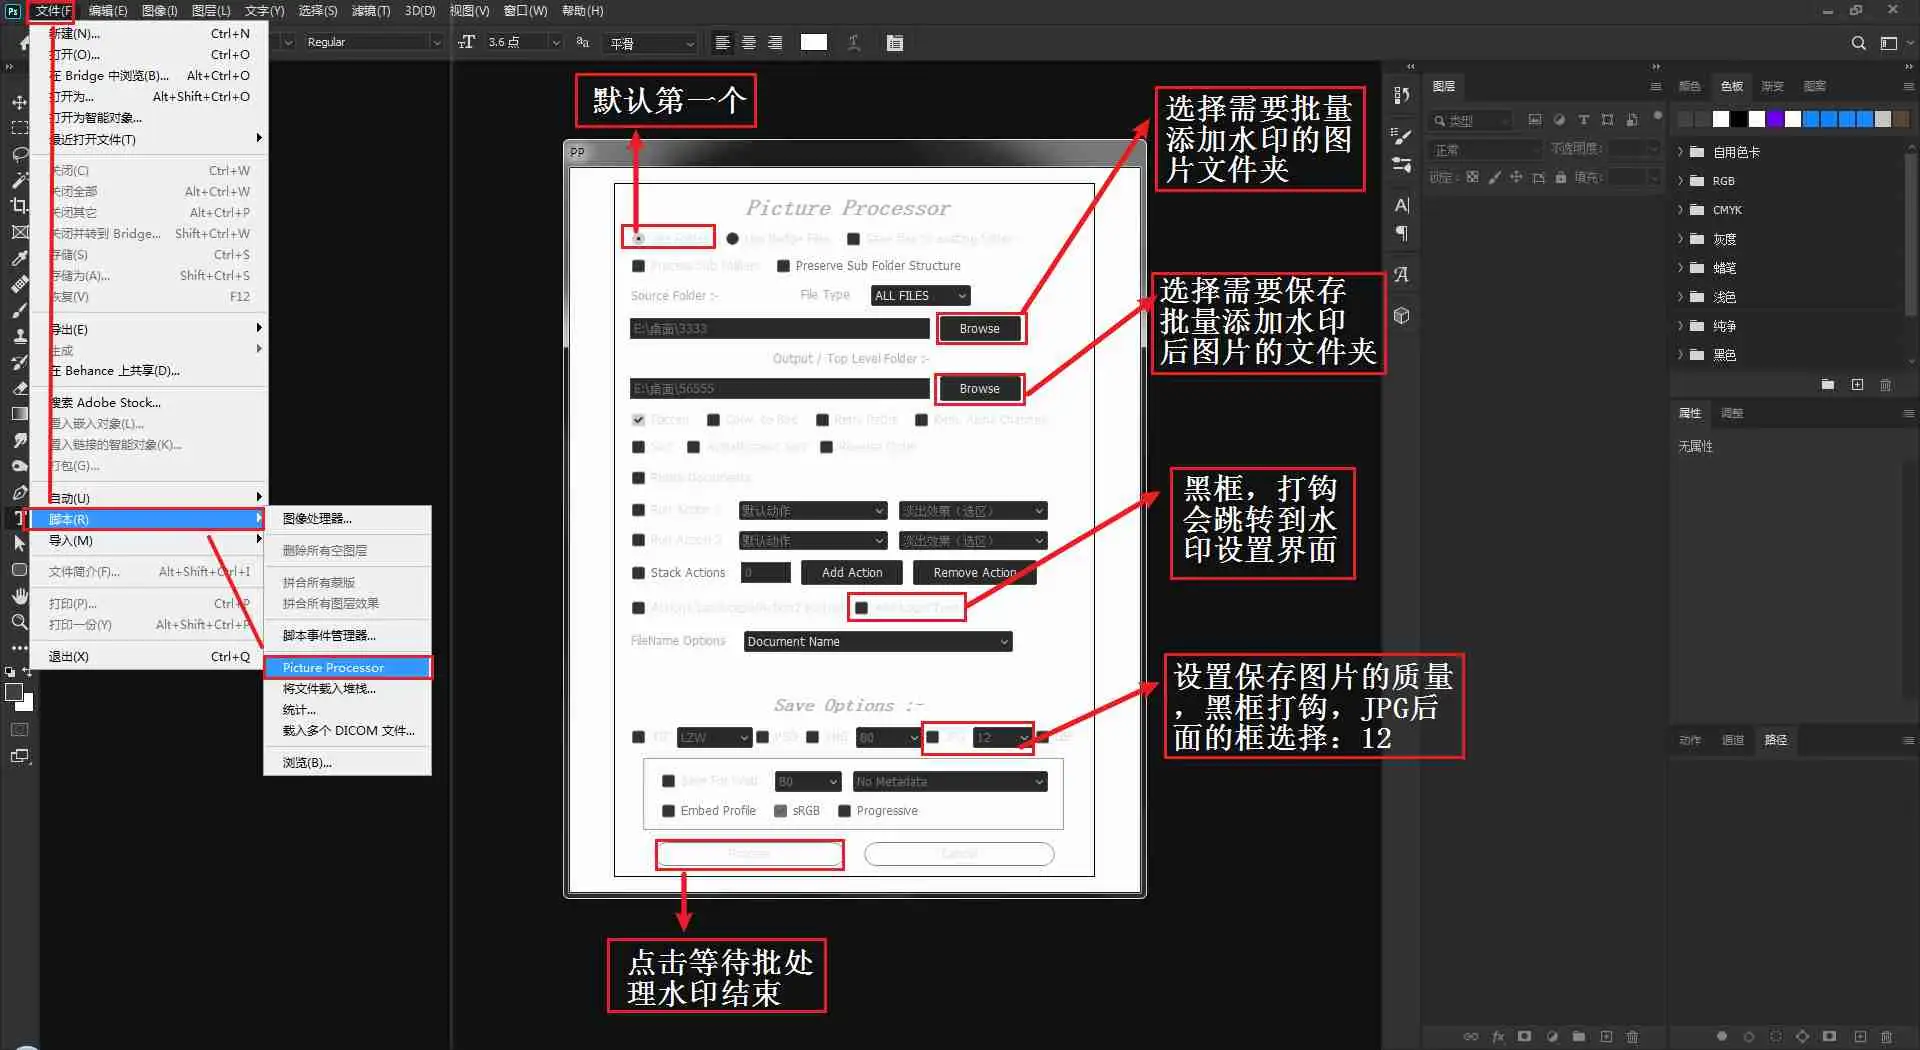 文件(F) 编辑(E) 图像(I) 图层(L) 文字(Y) 选择(S) 滤镜(T) 3D(D) 视图(V) 窗口(W) 帮助(H)
Regular 3.6 点 平滑
新建(N)... Ctrl+N
打开(O)... Ctrl+O
在 Bridge 中浏览(B)... Alt+Ctrl+O
打开为... Alt+Shift+Ctrl+O
打开为智能对象...
最近打开文件(T)
关闭(C) Ctrl+W
关闭全部 Alt+Ctrl+W
关闭其它 Alt+Ctrl+P
关闭并转到 Bridge... Shift+Ctrl+W
存储(S) Ctrl+S
存储为(A)... Shift+Ctrl+S
恢复(V) F12
导出(E)
生成
在 Behance 上共享(D)...
搜索 Adobe Stock...
置入嵌入对象(L)...
置入链接的智能对象(K)...
打包(G)...
自动(U)
脚本(R)
导入(M)
文件简介(F)... Alt+Shift+Ctrl+I
打印(P)... Ctrl+P
打印一份(Y) Alt+Shift+Ctrl+P
退出(X) Ctrl+Q
图像处理器...
删除所有空图层
拼合所有蒙版
拼合所有图层效果
脚本事件管理器...
Picture Processor
将文件载入堆栈...
统计...
载入多个 DICOM 文件...
浏览(B)...
默认第一个
PP
Picture Processor
Process Sub Folders Preserve Sub Folder Structure
Source Folder :- File Type ALL FILES
E:\桌面\3333 Browse
Output / Top Level Folder :-
E:\桌面\56555 Browse
Run Action 1 默认动作 淡出效果（选区）
Run Action 2 默认动作 淡出效果（选区）
Stack Actions 0 Add Action Remove Action
FileName Options Document Name
Save Options :-
LZW 80 12
Save For Web 80 No Metadata
Embed Profile sRGB Progressive
Process Cancel
选择需要批量
添加水印的图
片文件夹
选择需要保存
批量添加水印
后图片的文件夹
黑框，打钩
会跳转到水
印设置界面
设置保存图片的质量
，黑框打钩，JPG后
面的框选择：12
点击等待批处
理水印结束
图层
类型
正常 不透明度:
锁定: 填充:
颜色 色板 渐变 图案
自用色卡
RGB
CMYK
灰度
蜡笔
浅色
纯净
黑色
属性 调整
无属性
动作 通道 路径